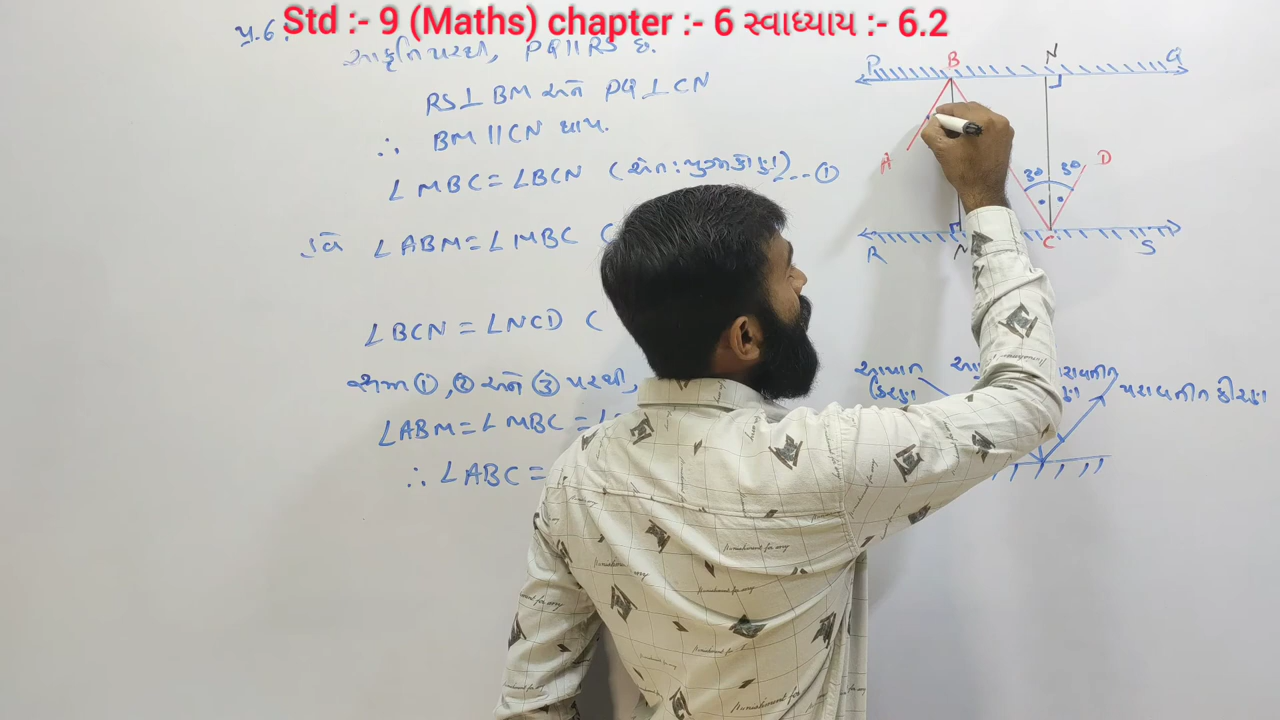 Std :- 9 (Maths) chapter :- 6 સ્વાધ્યાય :- 6.2
પ્ર.6.
આકૃતિ પરથી, PQ || RS છે.
RS ⊥ BM અને PQ ⊥ CN
∴ BM || CN થાય.
∠MBC = ∠BCN (અંત: યુગ્મકોણ) ... ①
હવે ∠ABM = ∠MBC (
∠BCN = ∠NCD (
આમ ①, ② અને ③ પરથી,
∠ABM = ∠MBC =
∴ ∠ABC =
P B N Q
A 30 30 D
R C S
આપાત
કિરણ
પરાવર્તીત કીરણ